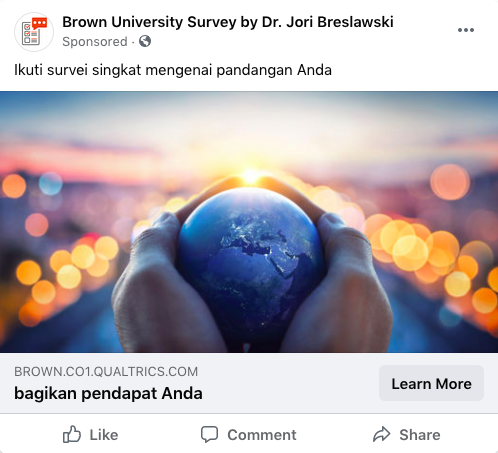 Brown University Survey by Dr. Jori Breslawski
Sponsored ·
Ikuti survei singkat mengenai pandangan Anda
BROWN.CO1.QUALTRICS.COM
bagikan pendapat Anda
Learn More
Like
Comment
Share